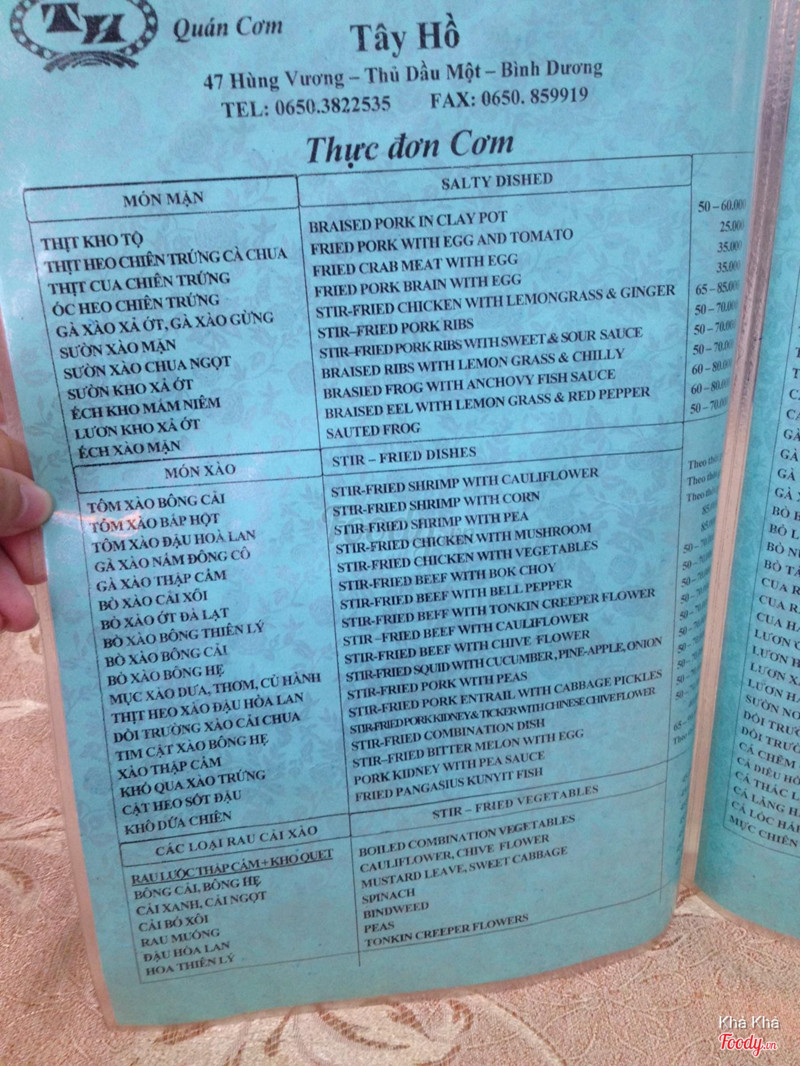 TH
Quán Cơm
Tây Hồ
47 Hùng Vương – Thủ Dầu Một – Bình Dương
TEL: 0650.3822535 FAX: 0650. 859919
Thực đơn Cơm
MÓN MẶN SALTY DISHED
THỊT KHO TỘ BRAISED PORK IN CLAY POT 50 – 60.000
THỊT HEO CHIÊN TRỨNG CÀ CHUA FRIED PORK WITH EGG AND TOMATO 25.000
THỊT CUA CHIÊN TRỨNG FRIED CRAB MEAT WITH EGG 35.000
ÓC HEO CHIÊN TRỨNG FRIED PORK BRAIN WITH EGG 35.000
GÀ XÀO XẢ ỚT, GÀ XÀO GỪNG STIR-FRIED CHICKEN WITH LEMONGRASS & GINGER 65 – 85.000
SƯỜN XÀO MẶN STIR–FRIED PORK RIBS 50 – 70.000
SƯỜN XÀO CHUA NGỌT STIR–FRIED PORK RIBS WITH SWEET & SOUR SAUCE 50 – 70.000
SƯỜN KHO XẢ ỚT BRAISED RIBS WITH LEMON GRASS & CHILLY 50 – 70.000
ẾCH KHO MẮM NIÊM BRASIED FROG WITH ANCHOVY FISH SAUCE 60 – 80.000
LƯƠN KHO XẢ ỚT BRAISED EEL WITH LEMON GRASS & RED PEPPER 60 – 80.000
ẾCH XÀO MẶN SAUTED FROG 50 – 70.000
MÓN XÀO STIR – FRIED DISHES
TÔM XÀO BÔNG CẢI STIR-FRIED SHRIMP WITH CAULIFLOWER Theo
TÔM XÀO BẮP HỘT STIR-FRIED SHRIMP WITH CORN Theo
TÔM XÀO ĐẬU HOÀ LAN STIR-FRIED SHRIMP WITH PEA Theo
GÀ XÀO NẤM ĐÔNG CÔ STIR-FRIED CHICKEN WITH MUSHROOM
GÀ XÀO THẬP CẨM STIR-FRIED CHICKEN WITH VEGETABLES
BÒ XÀO CẢI XÔI STIR-FRIED BEEF WITH BOK CHOY
BÒ XÀO ỚT ĐÀ LẠT STIR-FRIED BEEF WITH BELL PEPPER
BÒ XÀO BÔNG THIÊN LÝ STIR-FRIED BEFF WITH TONKIN CREEPER FLOWER
BÒ XÀO BÔNG CẢI STIR –FRIED BEEF WITH CAULIFLOWER
BÒ XÀO BÔNG HẸ STIR-FRIED BEEF WITH CHIVE FLOWER
MỰC XÀO DƯA, THƠM, CỦ HÀNH STIR-FRIED SQUID WITH CUCUMBER, PINE-APPLE, ONION
THỊT HEO XÀO ĐẬU HÒA LAN STIR-FRIED PORK WITH PEAS
DỒI TRƯỜNG XÀO CẢI CHUA STIR-FRIED PORK ENTRAIL WITH CABBAGE PICKLES
TIM CẬT XÀO BÔNG HẸ STIR-FRIED PORK KIDNEY & TICKER WITH CHINESE CHIVE FLOWER
XÀO THẬP CẨM STIR-FRIED COMBINATION DISH
KHỔ QUA XÀO TRỨNG STIR–FRIED BITTER MELON WITH EGG
CẬT HEO SỐT ĐẬU PORK KIDNEY WITH PEA SAUCE
KHÔ DỨA CHIÊN FRIED PANGASIUS KUNYIT FISH
CÁC LOẠI RAU CẢI XÀO STIR – FRIED VEGETABLES
RAU LUỘC THẬP CẨM + KHO QUẸT BOILED COMBINATION VEGETABLES
BÔNG CẢI, BÔNG HẸ CAULIFLOWER, CHIVE FLOWER
CẢI XANH, CẢI NGỌT MUSTARD LEAVE, SWEET CABBAGE
CẢI BÓ XÔI SPINACH
RAU MUỐNG BINDWEED
ĐẬU HÒA LAN PEAS
HOA THIÊN LÝ TONKIN CREEPER FLOWERS
Khả Khả
Foody.vn